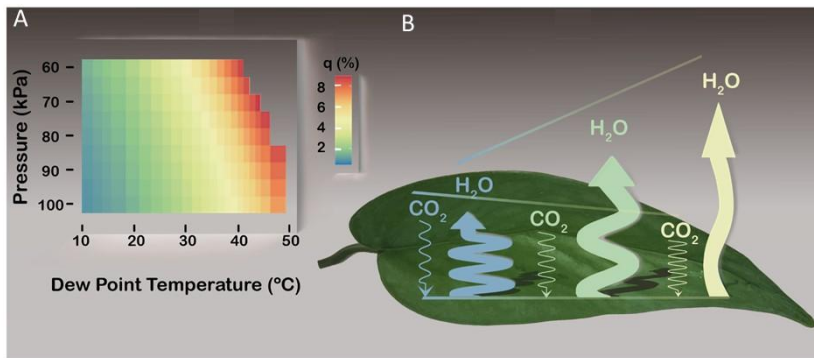 A
Pressure (kPa)
60
70
80
90
100
10 20 30 40 50
Dew Point Temperature (ºC)
q (%)
8
6
4
2
B
H₂O
H₂O
H₂O
CO₂
CO₂
CO₂